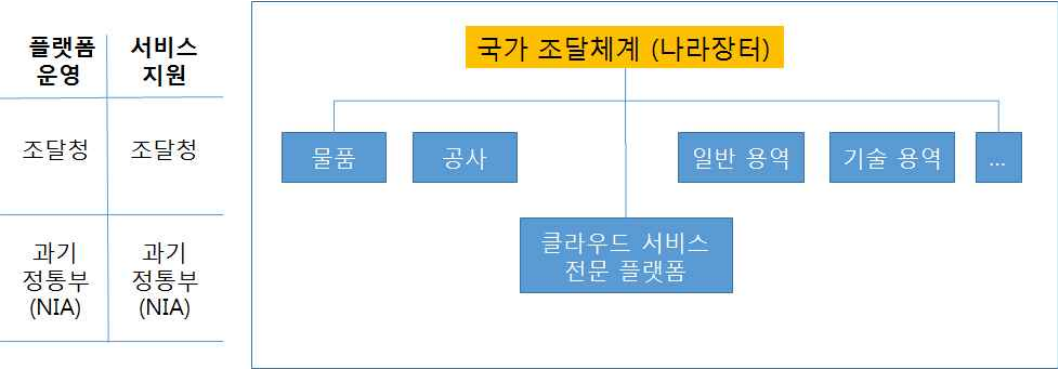 플랫폼
운영
서비스
지원
조달청
조달청
과기
정통부
(NIA)
과기
정통부
(NIA)
국가 조달체계 (나라장터)
물품
공사
일반 용역
기술 용역
...
클라우드 서비스
전문 플랫폼